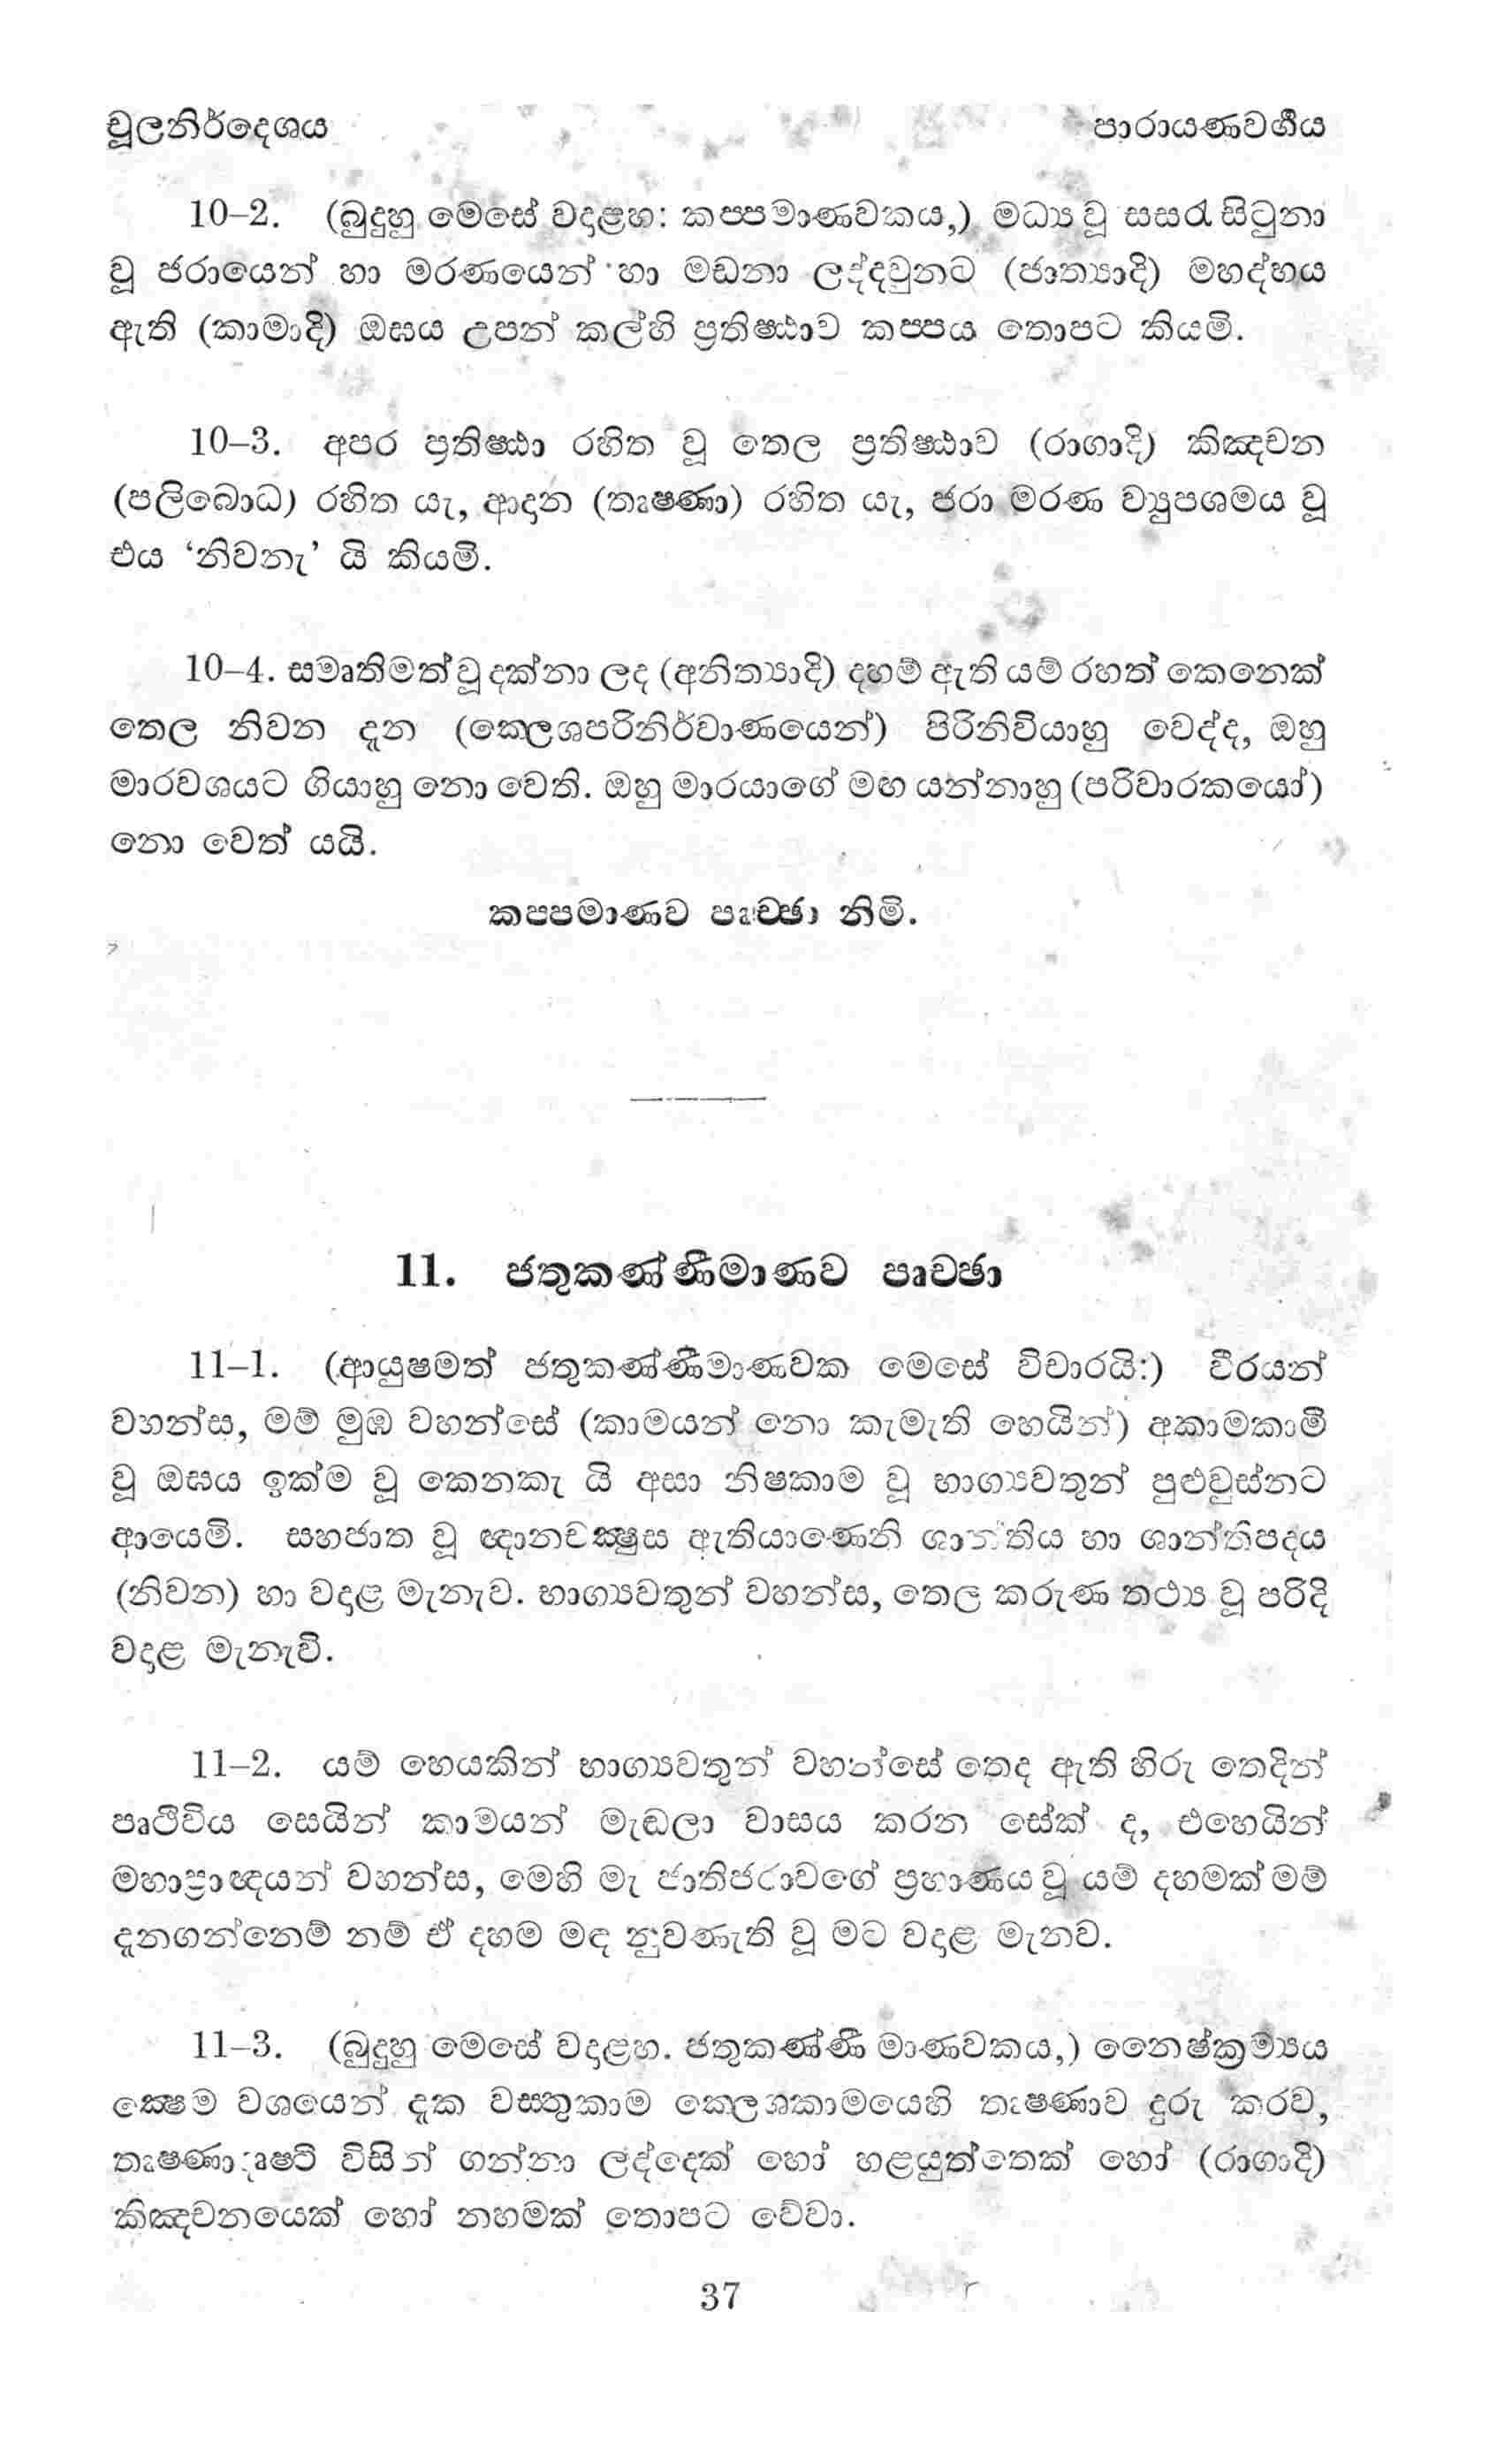 චූලනිර්දෙශය පාරායණවර්‍ගය
10–2. (බුදුහු මෙසේ වදාළහ: කප්පමාණවකය,) මධ්‍ය වූ සසරැ සිටුනා
වූ ජරායෙන් හා මරණයෙන් හා මඩනා ලද්දවුනට (ජාත්‍යාදි) මහද්භය
ඇති (කාමාදි) ඔඝය උපන් කල්හි ප්‍රතිෂ්ඨාව කප්පය තොපට කියමි.
10–3. අපර ප්‍රතිෂ්ඨා රහිත වූ තෙල ප්‍රතිෂ්ඨාව (රාගාදි) කිඤ්චන
(පලිබොධ) රහිත යැ, ආදාන (තෘෂ්ණා) රහිත යැ, ජරා මරණ ව්‍යුපශමය වූ
එය ‘නිවනැ’ යි කියමි.
10–4. සමෘතිමත් වූ දක්නා ලද (අනිත්‍යාදි) දහම් ඇති යම් රහත් කෙනෙක්
තෙල නිවන දැන (ක්ලෙශපරිනිර්වාණයෙන්) පිරිනිවියාහු වෙද්ද, ඔහු
මාරවශයට ගියාහු නො වෙති. ඔහු මාරයාගේ මඟ යන්නාහු (පරිවාරකයෝ)
නො වෙත් යයි.
කප්පමාණව පෘච්ඡා නිමි.
11. ජතුකණ්ණිමාණව පෘච්ඡා
11–1. (ආයුෂ්මත් ජතුකණ්ණිමාණවක මෙසේ විචාරයි:) වීරයන්
වහන්ස, මම් මුඹ වහන්සේ (කාමයන් නො කැමැති හෙයින්) අකාමකාමී
වූ ඔඝය ඉක්ම වූ කෙනකැ යි අසා නිෂ්කාම වූ භාග්‍යවතුන් පුළුවුස්නට
ආයෙමි. සහජාත වූ ඥානචක්‍ෂුස ඇතියාණෙනි ශාන්තිය හා ශාන්තිපදය
(නිවන) හා වදාළ මැනැව. භාග්‍යවතුන් වහන්ස, තෙල කරුණ තථ්‍ය වූ පරිදි
වදාළ මැනැවි.
11–2. යම් හෙයකින් භාග්‍යවතුන් වහන්සේ තෙද ඇති හිරු තෙදින්
පෘථිවිය සෙයින් කාමයන් මැඬලා වාසය කරන සේක් ද, එහෙයින්
මහාප්‍රාඥයන් වහන්ස, මෙහි මැ ජාතිජරාවගේ ප්‍රහාණය වූ යම් දහමක් මම්
දැනගන්නෙම් නම් ඒ දහම මඳ නුවණැති වූ මට වදාළ මැනව.
11–3. (බුදුහු මෙසේ වදාළහ. ජතුකණ්ණි මාණවකය,) නෛෂ්ක්‍රම්‍යය
ක්‍ෂෙම වශයෙන් දැක වස්තුකාම ක්ලෙශකාමයෙහි තෘෂ්ණාව දුරු කරව,
තෘෂ්ණාදෘෂ්ටි විසින් ගන්නා ලද්දෙක් හෝ හළයුත්තෙක් හෝ (රාගාදි)
කිඤ්චනයෙක් හෝ නහමක් තොපට වේවා.
37